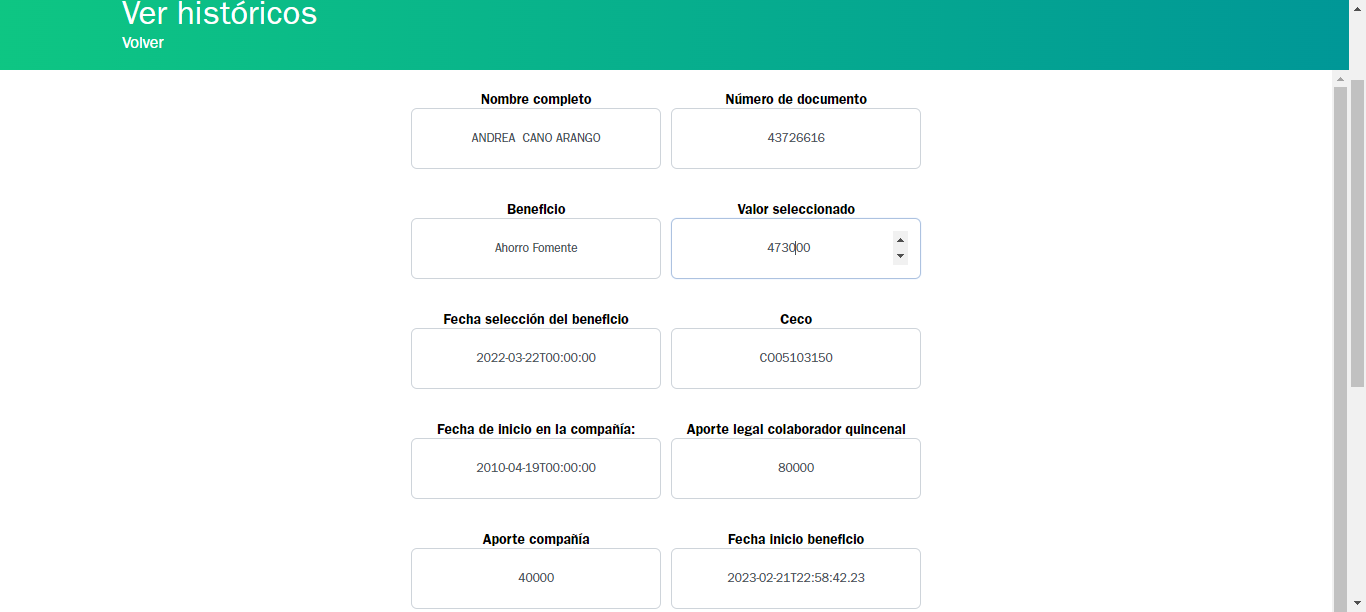 Ver históricos
Volver
Nombre completo
Número de documento
ANDREA CANO ARANGO
43726616
Beneficio
Valor seleccionado
Ahorro Fomente
473000
Fecha selección del beneficio
Ceco
2022-03-22T00:00:00
CO05103150
Fecha de inicio en la compañía:
Aporte legal colaborador quincenal
2010-04-19T00:00:00
80000
Aporte compañía
Fecha inicio beneficio
40000
2023-02-21T22:58:42.23